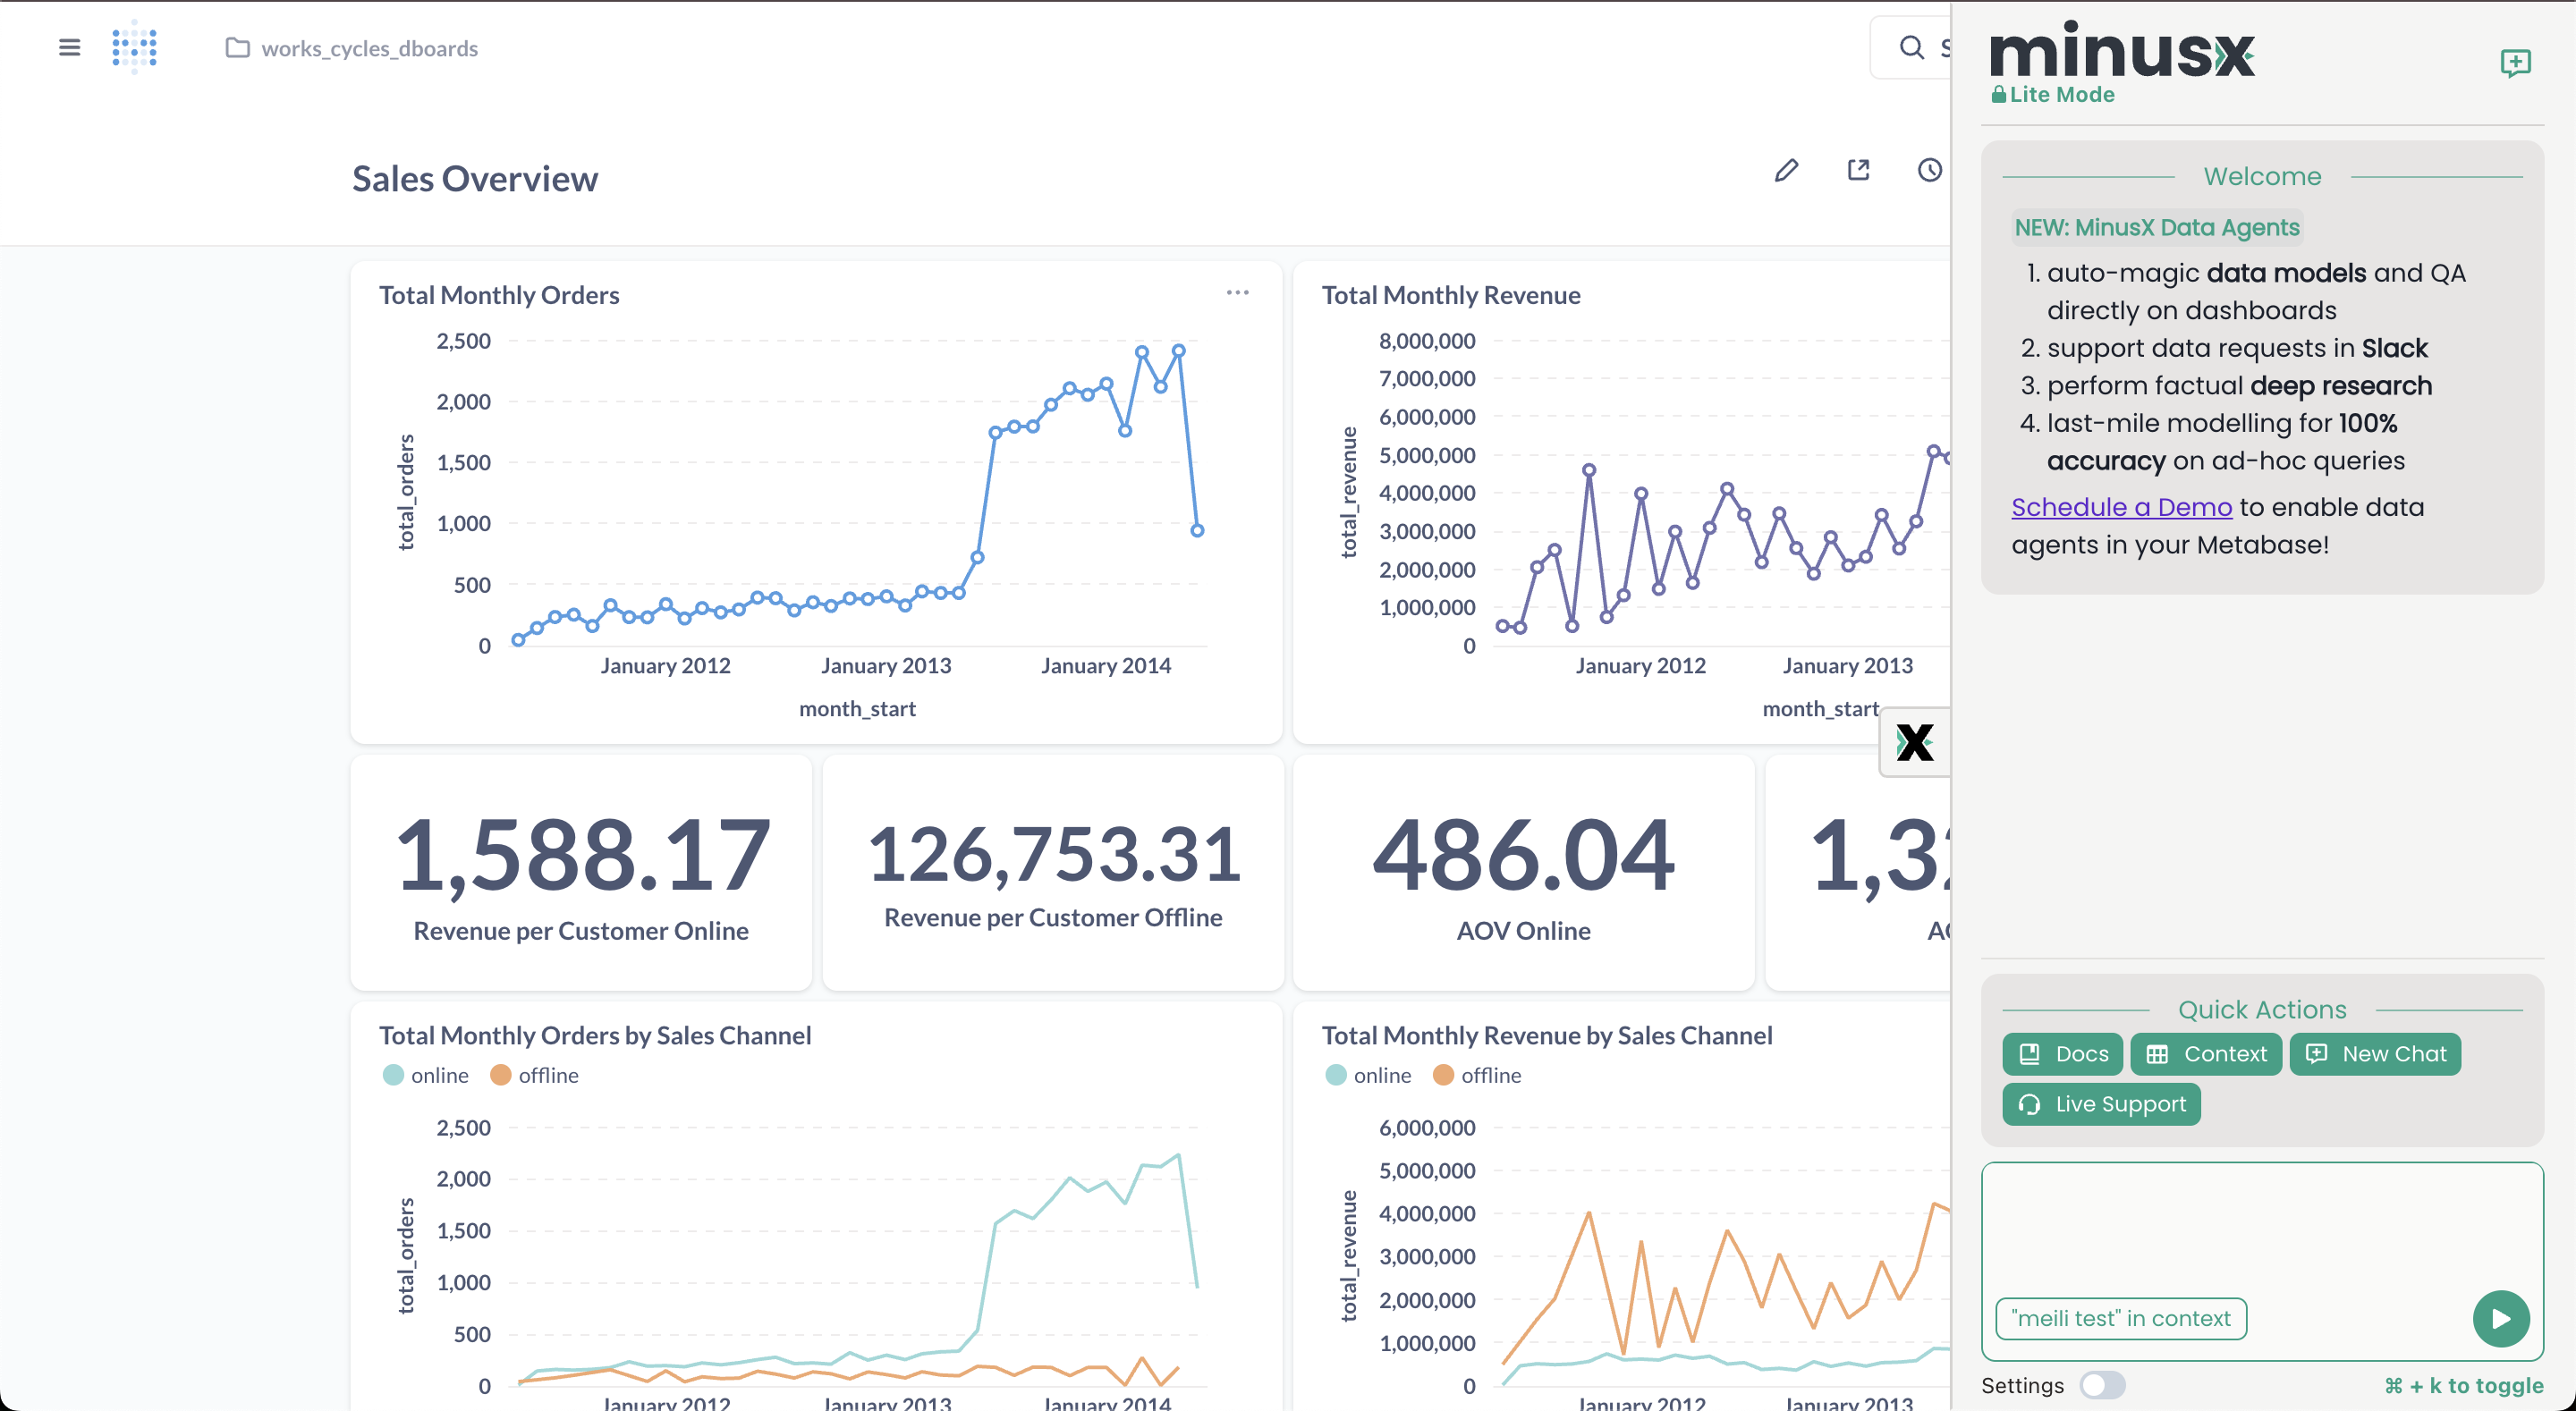 works_cycles_dboards
Sales Overview
Total Monthly Orders
2,500
2,000
1,500
1,000
500
0
total_orders
January 2012
January 2013
January 2014
month_start
Total Monthly Revenue
8,000,000
7,000,000
6,000,000
5,000,000
4,000,000
3,000,000
2,000,000
1,000,000
0
total_revenue
January 2012
January 2013
month_start
1,588.17
Revenue per Customer Online
126,753.31
Revenue per Customer Offline
486.04
AOV Online
Total Monthly Orders by Sales Channel
online offline
2,500
2,000
1,500
1,000
500
0
total_orders
January 2012
January 2013
January 2014
Total Monthly Revenue by Sales Channel
online offline
6,000,000
5,000,000
4,000,000
3,000,000
2,000,000
1,000,000
0
total_revenue
January 2012
January 2013
minusx
Lite Mode
Welcome
NEW: MinusX Data Agents
1. auto-magic data models and QA
directly on dashboards
2. support data requests in Slack
3. perform factual deep research
4. last-mile modelling for 100%
accuracy on ad-hoc queries
Schedule a Demo to enable data
agents in your Metabase!
Quick Actions
Docs
Context
New Chat
Live Support
"meili test" in context
Settings
⌘ + k to toggle